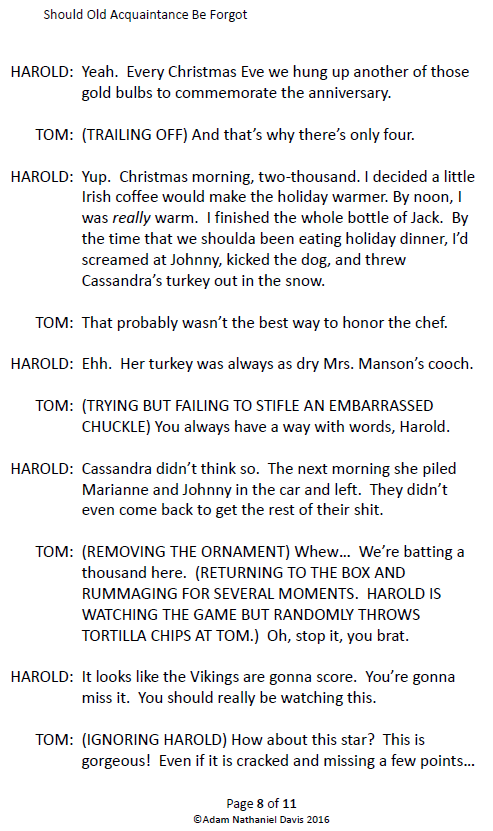 Should Old Acquaintance Be Forgot
HAROLD: Yeah.  Every Christmas Eve we hung up another of those
gold bulbs to commemorate the anniversary.
TOM: (TRAILING OFF) And that’s why there’s only four.
HAROLD: Yup.  Christmas morning, two-thousand. I decided a little
Irish coffee would make the holiday warmer. By noon, I
was really warm.  I finished the whole bottle of Jack.  By
the time that we shoulda been eating holiday dinner, I’d
screamed at Johnny, kicked the dog, and threw
Cassandra’s turkey out in the snow.
TOM: That probably wasn’t the best way to honor the chef.
HAROLD: Ehh.  Her turkey was always as dry Mrs. Manson’s cooch.
TOM: (TRYING BUT FAILING TO STIFLE AN EMBARRASSED
CHUCKLE) You always have a way with words, Harold.
HAROLD: Cassandra didn’t think so.  The next morning she piled
Marianne and Johnny in the car and left.  They didn’t
even come back to get the rest of their shit.
TOM: (REMOVING THE ORNAMENT) Whew…  We’re batting a
thousand here.  (RETURNING TO THE BOX AND
RUMMAGING FOR SEVERAL MOMENTS.  HAROLD IS
WATCHING THE GAME BUT RANDOMLY THROWS
TORTILLA CHIPS AT TOM.)  Oh, stop it, you brat.
HAROLD: It looks like the Vikings are gonna score.  You’re gonna
miss it.  You should really be watching this.
TOM: (IGNORING HAROLD) How about this star?  This is
gorgeous!  Even if it is cracked and missing a few points…
Page 8 of 11
©Adam Nathaniel Davis 2016